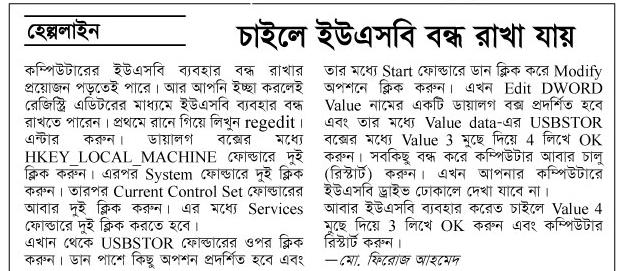 হেল্পলাইন
চাইলে ইউএসবি বন্ধ রাখা যায়
কম্পিউটারের ইউএসবি ব্যবহার বন্ধ রাখার
প্রয়োজন পড়তেই পারে। আর আপনি ইচ্ছা করলেই
রেজিস্ট্রি এডিটরের মাধ্যমে ইউএসবি ব্যবহার বন্ধ
রাখতে পারেন। প্রথমে রানে গিয়ে লিখুন regedit।
এন্টার করুন। ডায়ালগ বক্সের মধ্যে
HKEY_LOCAL_MACHINE ফোল্ডারে দুই
ক্লিক করুন। এরপর System ফোল্ডারে দুই ক্লিক
করুন। তারপর Current Control Set ফোল্ডারের
আবার দুই ক্লিক করুন। এর মধ্যে Services
ফোল্ডারে দুই ক্লিক করতে হবে।
এখান থেকে USBSTOR ফোল্ডারের ওপর ক্লিক
করুন। ডান পাশে কিছু অপশন প্রদর্শিত হবে এবং
তার মধ্যে Start ফোল্ডারে ডান ক্লিক করে Modify
অপশনে ক্লিক করুন। এখন Edit DWORD
Value নামের একটি ডায়ালগ বক্স প্রদর্শিত হবে
এবং তার মধ্যে Value data-এর USBSTOR
বক্সের মধ্যে Value 3 মুছে দিয়ে 4 লিখে OK
করুন। সবকিছু বন্ধ করে কম্পিউটার আবার চালু
(রিস্টার্ট) করুন। এখন আপনার কম্পিউটারে
ইউএসবি ড্রাইভ ঢোকালে দেখা যাবে না।
আবার ইউএসবি ব্যবহার করেত চাইলে Value 4
মুছে দিয়ে 3 লিখে OK করুন এবং কম্পিউটার
রিস্টার্ট করুন।
—মো. ফিরোজ আহমেদ